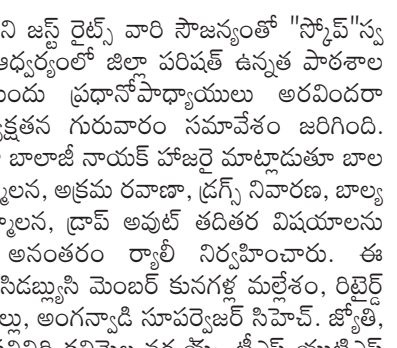 ని జస్ట్ రైట్స్ వారి సౌజన్యంతో "స్కోప్"స్వ
ఆధ్వర్యంలో జిల్లా పరిషత్ ఉన్నత పాఠశాల
ముందు ప్రధానోపాధ్యాయులు అరవిందరా
్యక్షతన గురువారం సమావేశం జరిగింది.
బాలాజీ నాయక్ హాజరై మాట్లాడుతూ బాల
్మూలన, అక్రమ రవాణా, డ్రగ్స్ నివారణ, బాల్య
్మూలన, డ్రాప్ అవుట్ తదితర విషయాలను
అనంతరం ర్యాలీ నిర్వహించారు. ఈ
సిడబ్ల్యుసి మెంబర్ కునగళ్ల మల్లేశం, రిటైర్డ్
ల్లు, అంగన్వాడి సూపర్వైజర్ సిహెచ్. జ్యోతి,